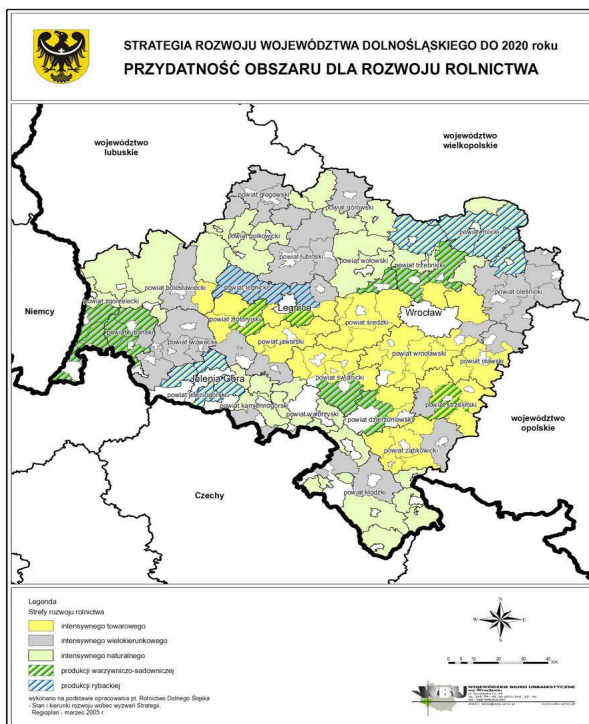 STRATEGIA ROZWOJU WOJEWÓDZTWA DOLNOŚLĄSKIEGO DO 2020 roku
PRZYDATNOŚĆ OBSZARU DLA ROZWOJU ROLNICTWA
województwo
lubuskie
województwo
wielkopolskie
powiat głogowski
powiat górowski
powiat polkowicki
powiat milicki
powiat lubiński
powiat wołowski
powiat trzebnicki
powiat bolesławiecki
powiat legnicki
powiat oleśnicki
powiat zgorzelecki
Niemcy
Legnica
Wrocław
powiat złotoryjski
powiat średzki
powiat lubański
powiat lwówecki
powiat jaworski
powiat wrocławski
powiat oławski
Jelenia Góra
powiat świdnicki
powiat jeleniogórski
powiat kamiennogórski
powiat wałbrzyski
powiat strzeliński
powiat dzierżoniowski
województwo
opolskie
powiat ząbkowicki
powiat kłodzki
Czechy
Legenda
Strefy rozwoju rolnictwa
intensywnego towarowego
intensywnego wielokierunkowego
intensywnego naturalnego
produkcji warzywniczo-sadowniczej
produkcji rybackiej
wykonano na podstawie opracowania pt. Rolnictwo Dolnego Śląska
- Stan i kierunki rozwoju wobec wyzwań Strategii,
Regioplan - marzec 2005 r.
N
W
E
S
0
10
20
30
40
km
WOJEWÓDZKIE BIURO URBANISTYCZNE
we Wrocławiu